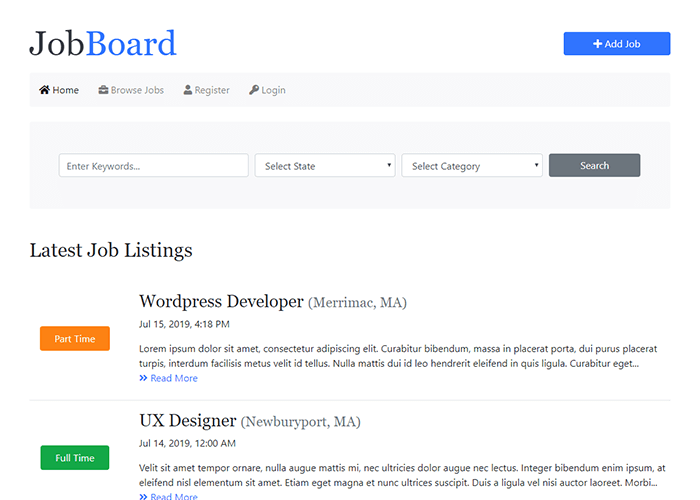 JobBoard
Add Job
Home Browse Jobs Register Login
Enter Keywords... Select State Select Category Search
Latest Job Listings
Wordpress Developer (Merrimac, MA)
Jul 15, 2019, 4:18 PM
Part Time
Lorem ipsum dolor sit amet, consectetur adipiscing elit. Curabitur bibendum, massa in placerat porta, dui purus placerat
turpis, interdum facilisis metus velit id tellus. Nulla mattis dui id leo hendrerit eleifend in quis ligula. Curabitur eget...
Read More
UX Designer (Newburyport, MA)
Jul 14, 2019, 12:00 AM
Full Time
Velit sit amet tempor ornare, nulla augue mattis mi, nec ultricies dolor augue nec lectus. Integer bibendum enim ipsum, at
eleifend nisl elementum sit amet. Etiam eget magna et nunc ultrices suscipit. Duis a ligula vel nisi auctor laoreet. Morbi...
Read More